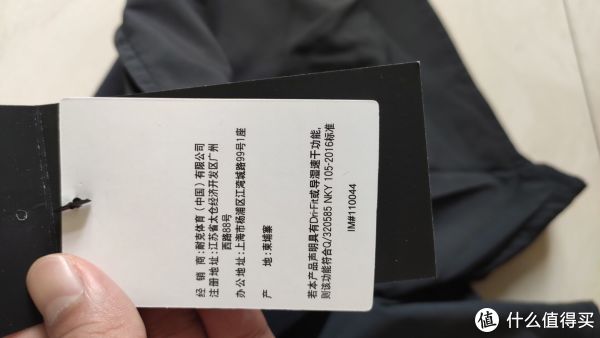 经 销 商：耐克体育（中国）有限公司
注册地址：江苏省太仓经济开发区广州
西路88号
办公地址：上海市杨浦区江湾城路99号1座
产 地：柬埔寨
若本产品声明具有Dri-Fit或导湿速干功能,
则该功能符合Q/320585 NKY 105-2016标准
IM#110044
值 什么值得买